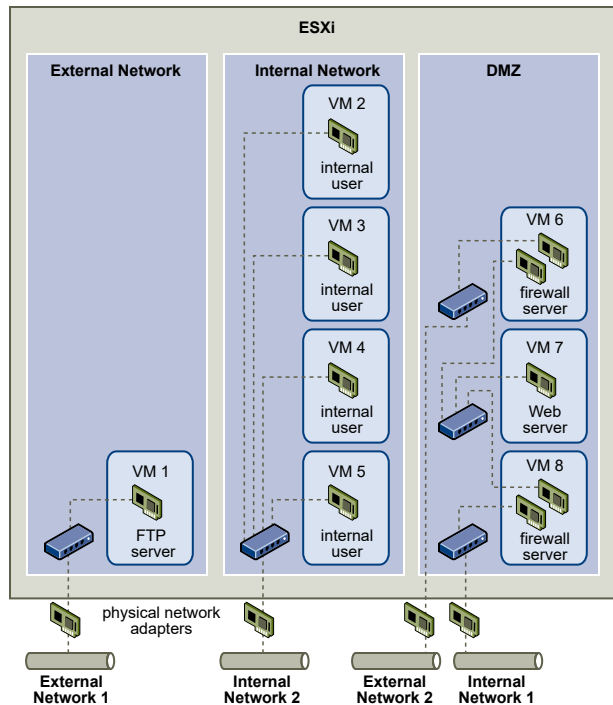 ESXi
External Network
Internal Network
DMZ
VM 2
internal
user
VM 3
internal
user
VM 4
internal
user
VM 5
internal
user
VM 6
firewall
server
VM 7
Web
server
VM 8
firewall
server
VM 1
FTP
server
physical network
adapters
External
Network 1
Internal
Network 2
External
Network 2
Internal
Network 1